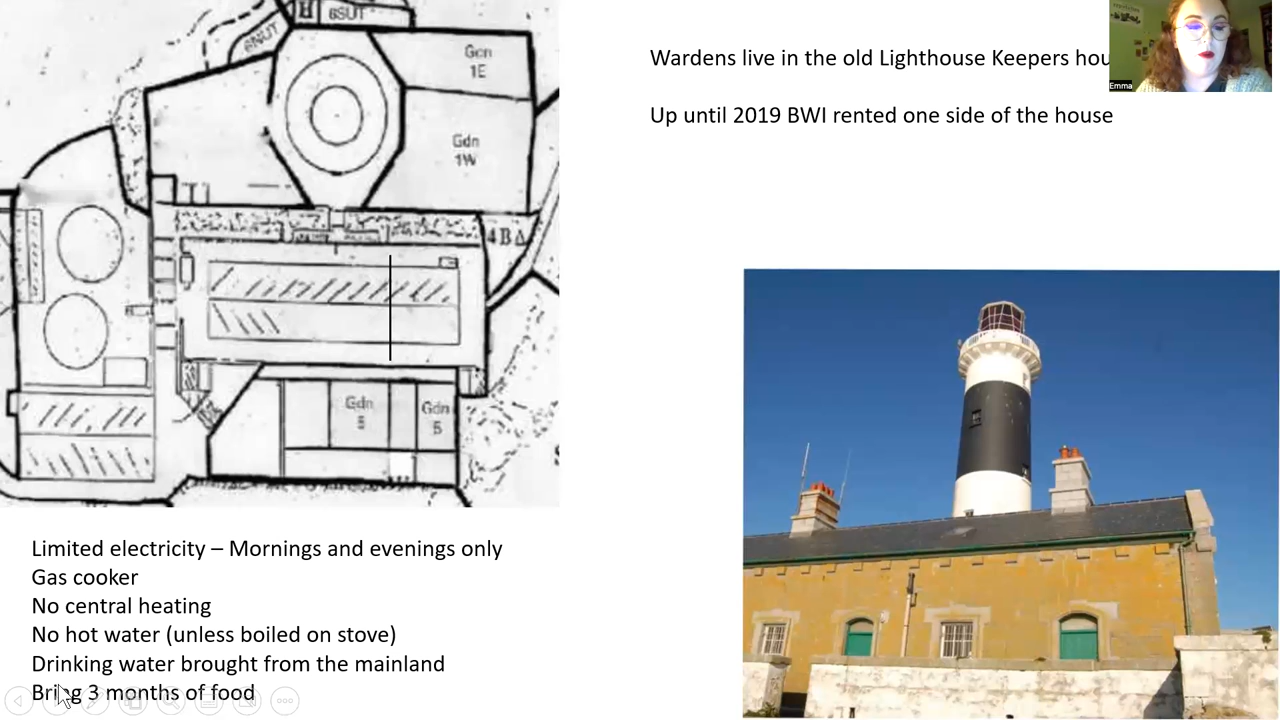 Wardens live in the old Lighthouse Keepers hou
Emma
Up until 2019 BWI rented one side of the house
6SUT
Gdn
1E
Gdn
1W
4B
Gdn
Gdn
5
Limited electricity – Mornings and evenings only
Gas cooker
No central heating
No hot water (unless boiled on stove)
Drinking water brought from the mainland
Bring 3 months of food